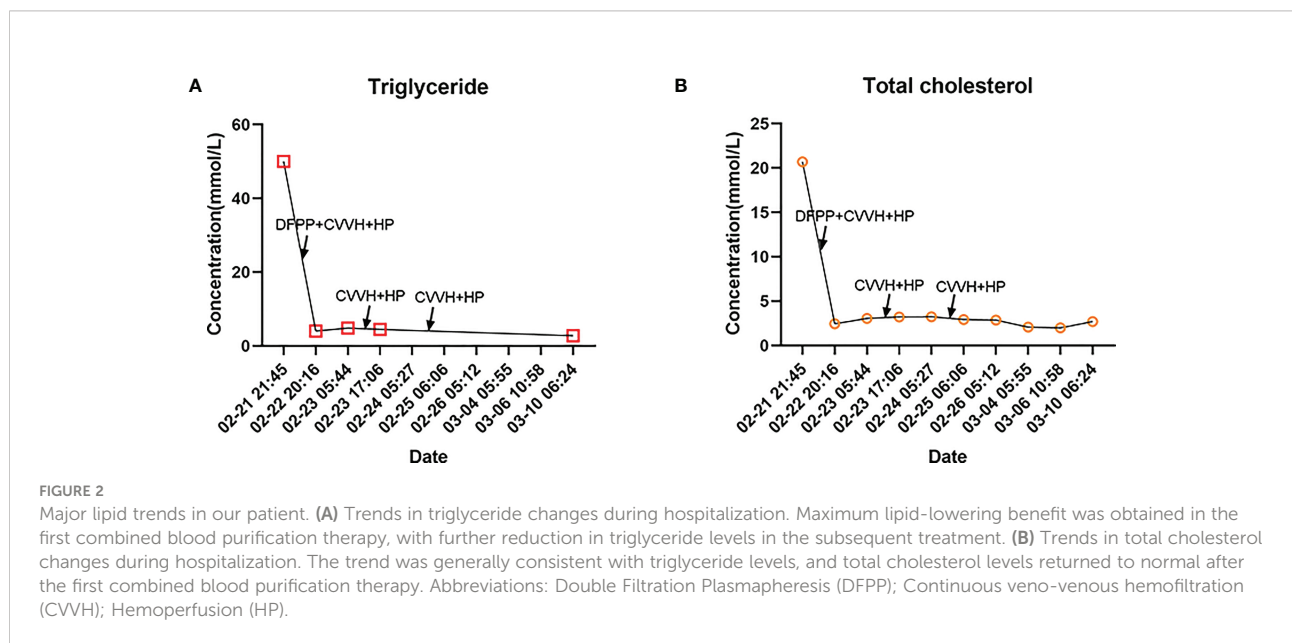 A
Triglyceride
Concentration(mmol/L)
60
40
20
0
DFPP+CVVH+HP
CVVH+HP
CVVH+HP
02-21 21:45
02-22 20:16
02-23 05:44
02-23 17:06
02-24 05:27
02-25 06:06
02-26 05:12
03-04 05:55
03-06 10:58
03-10 06:24
Date
B
Total cholesterol
Concentration(mmol/L)
25
20
15
10
5
0
DFPP+CVVH+HP
CVVH+HP
CVVH+HP
02-21 21:45
02-22 20:16
02-23 05:44
02-23 17:06
02-24 05:27
02-25 06:06
02-26 05:12
03-04 05:55
03-06 10:58
03-10 06:24
Date
FIGURE 2
Major lipid trends in our patient. (A) Trends in triglyceride changes during hospitalization. Maximum lipid-lowering benefit was obtained in the
first combined blood purification therapy, with further reduction in triglyceride levels in the subsequent treatment. (B) Trends in total cholesterol
changes during hospitalization. The trend was generally consistent with triglyceride levels, and total cholesterol levels returned to normal after
the first combined blood purification therapy. Abbreviations: Double Filtration Plasmapheresis (DFPP); Continuous veno-venous hemofiltration
(CVVH); Hemoperfusion (HP).